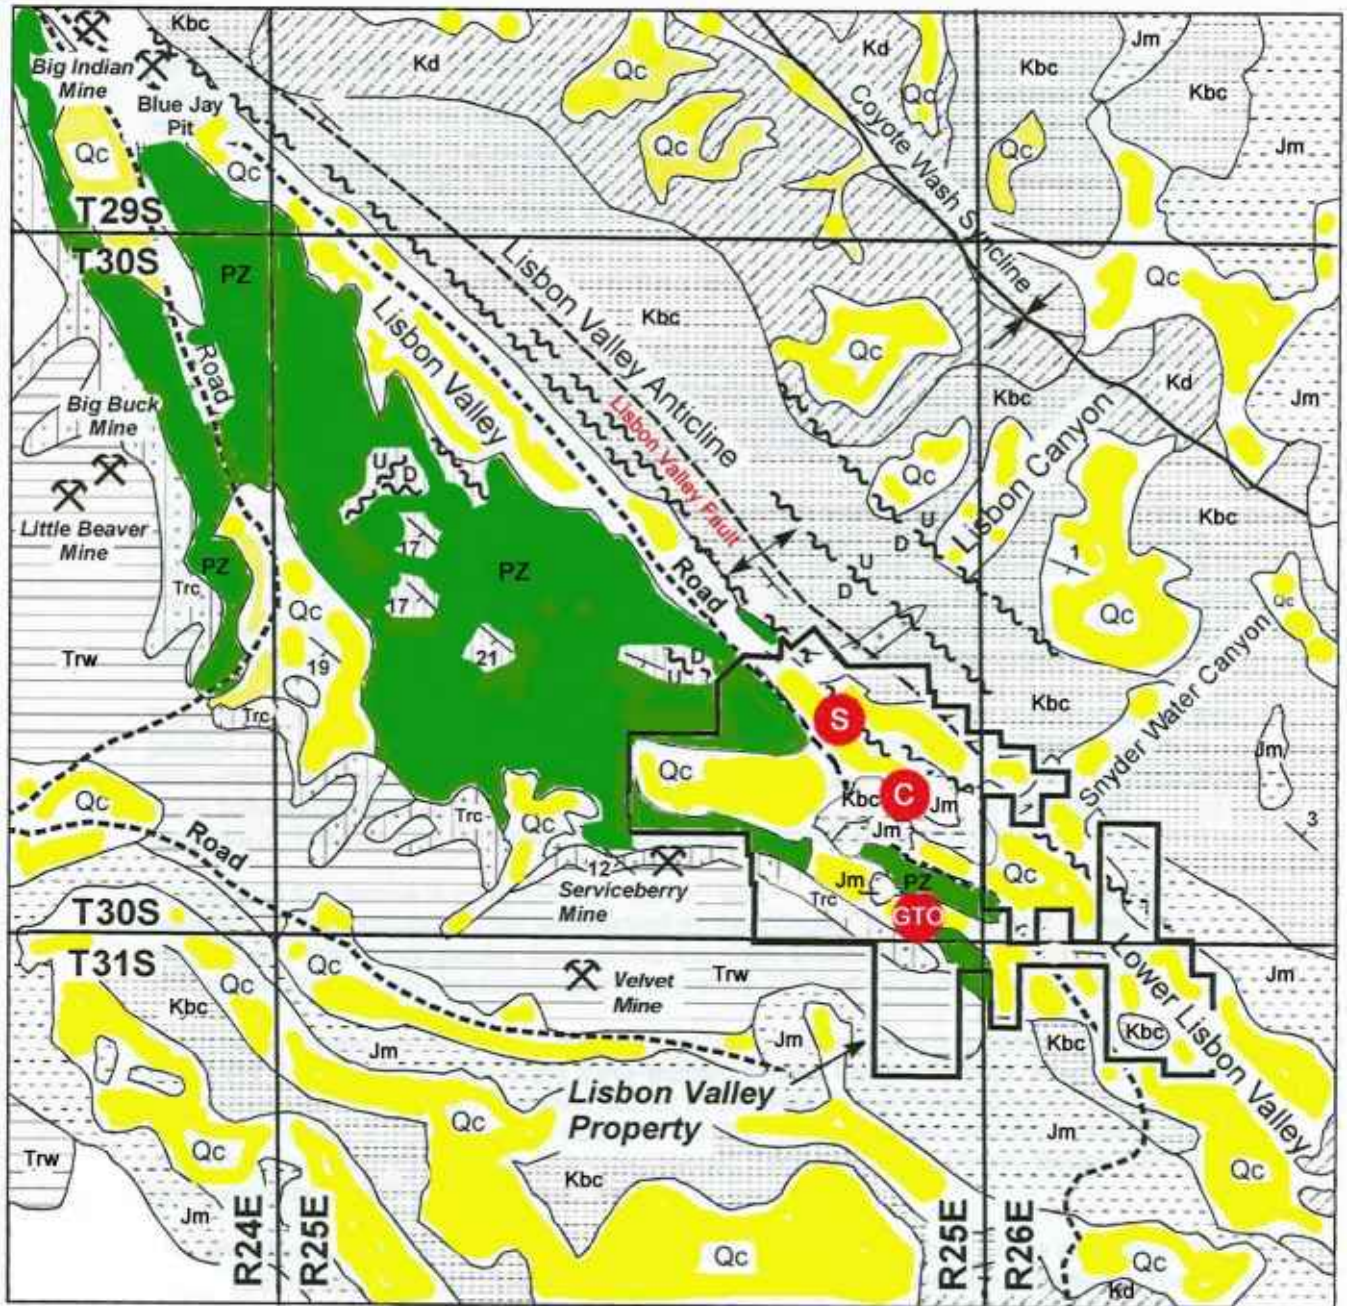 Kbc
Kd
Qc
Kd
Qc
Kbc
Jm
Kbc
Big Indian
Mine
Blue Jay
Pit
Qc
Qc
Qc
Coyote Wash Syncline
Qc
Jm
T29S
T30S
PZ
Lisbon Valley Anticline
Kbc
Qc
Qc
Kd
Jm
Road
Lisbon Valley
Big Buck
Mine
Lisbon Valley Fault
Kbc
Lisbon Canyon
Qc
Little Beaver
Mine
U
D
17
17
PZ
PZ
Trc
Road
U
D
U
D
Kbc
1
Qc
Qc
Qc
Trw
19
21
Trc
D
U
Kbc
Snyder Water Canyon
Jm
S
Qc
Qc
Kbc
C
Jm
Jm
3
Trc
Qc
Road
12
Serviceberry
Mine
Jm
PZ
Qc
Trc
GTO
T30S
T31S
Qc
Qc
Kbc
Velvet
Mine
Trw
Lower Lisbon Valley
Jm
Jm
Jm
Kbc
Kbc
Lisbon Valley
Property
Qc
Qc
Kbc
Jm
Qc
Trw
Jm
R24E
R25E
Qc
R25E
R26E
Qc
Kd